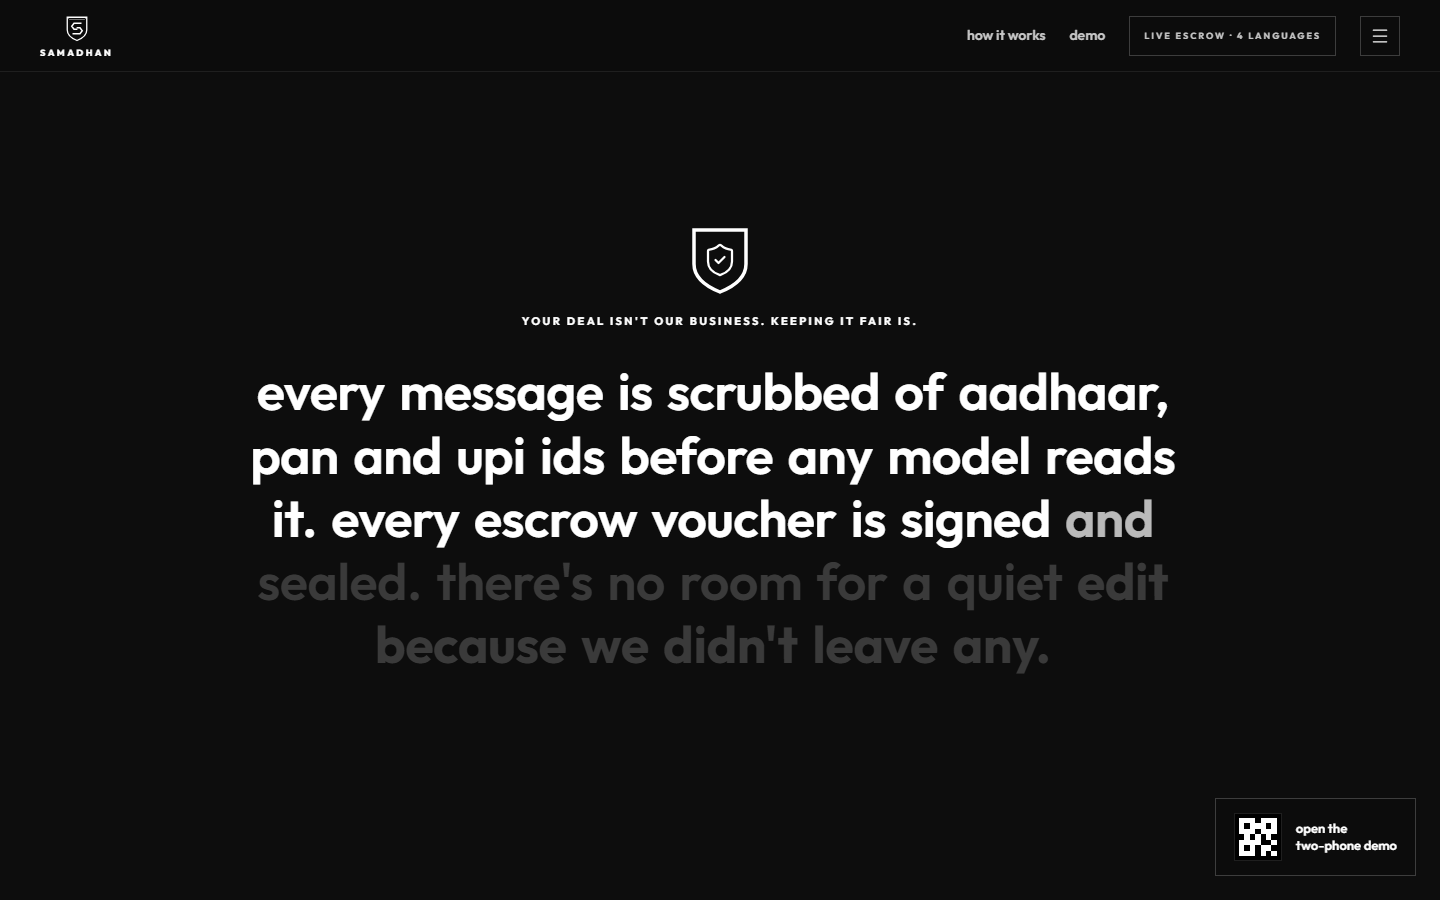 SAMADHAN
how it works
demo
LIVE ESCROW · 4 LANGUAGES
YOUR DEAL ISN'T OUR BUSINESS. KEEPING IT FAIR IS.
every message is scrubbed of aadhaar,
pan and upi ids before any model reads
it. every escrow voucher is signed and
sealed. there's no room for a quiet edit
because we didn't leave any.
open the
two-phone demo